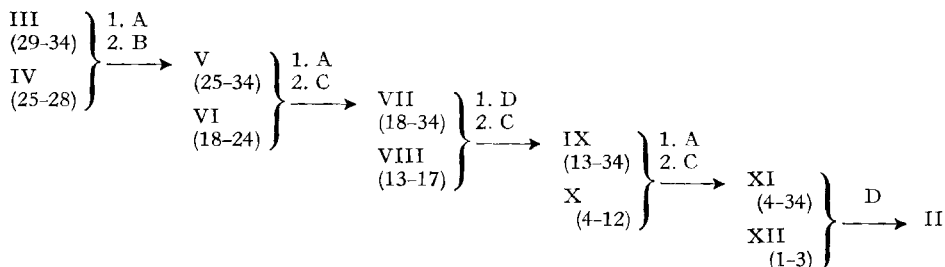 III
(29–34)
IV
(25–28)
1. A
2. B
V
(25–34)
VI
(18–24)
1. A
2. C
VII
(18–34)
VIII
(13–17)
1. D
2. C
IX
(13–34)
X
(4–12)
1. A
2. C
XI
(4–34)
XII
(1–3)
D
II